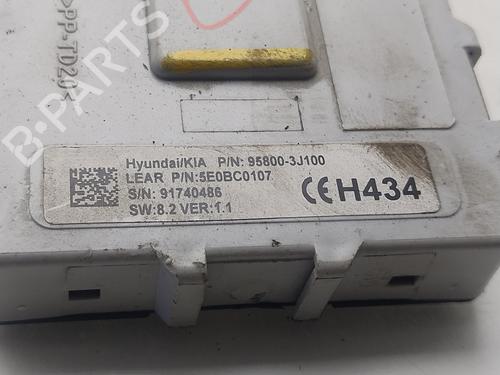 >PP-TD20<
B-PARTS
Hyundai/KIA P/N: 95800-3J100
LEAR P/N:5E0BC0107
S/N: 91740486
SW:8.2 VER:1.1
CE H434